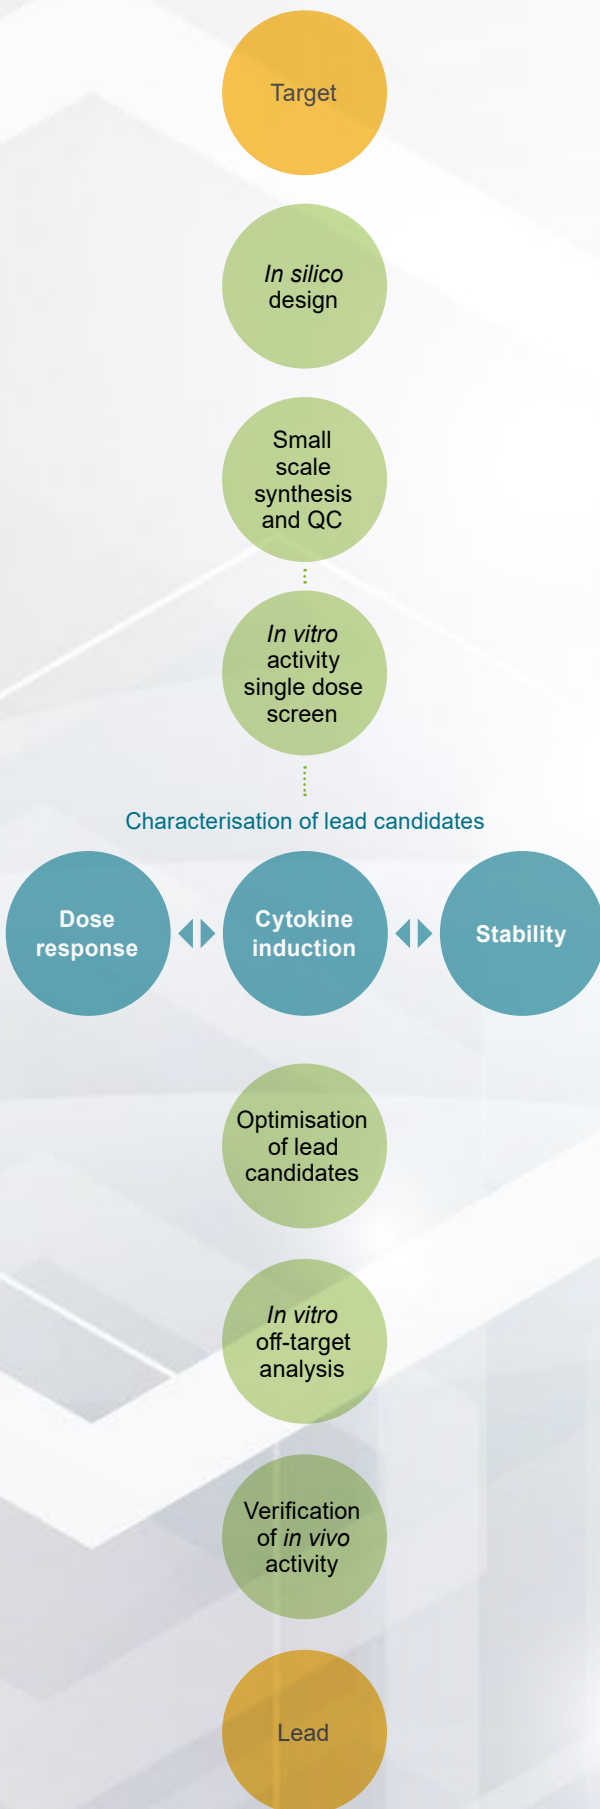 Target
In silico
design
Small
scale
synthesis
and QC
In vitro
activity
single dose
screen
Characterisation of lead candidates
Dose
response
Cytokine
induction
Stability
Optimisation
of lead
candidates
In vitro
off-target
analysis
Verification
of in vivo
activity
Lead